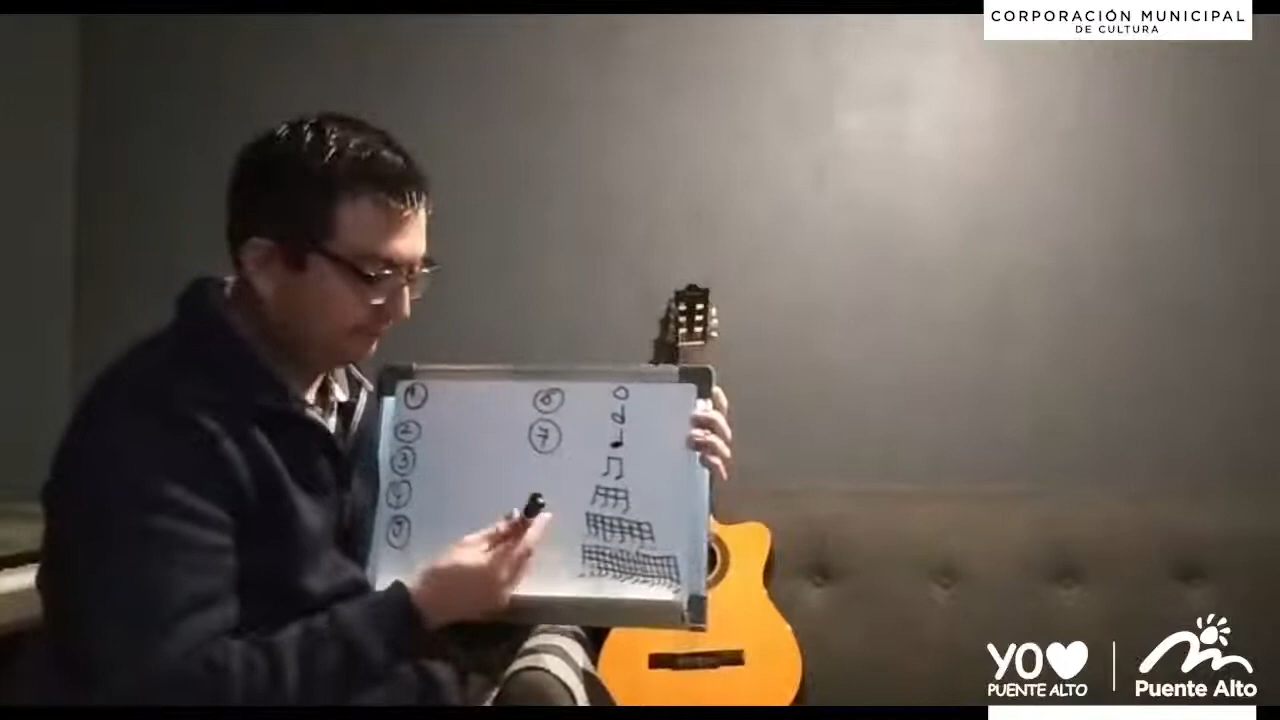 CORPORACIÓN MUNICIPAL
DE CULTURA
1
2
3
4
5
6
7
YO
PUENTE ALTO
Puente Alto